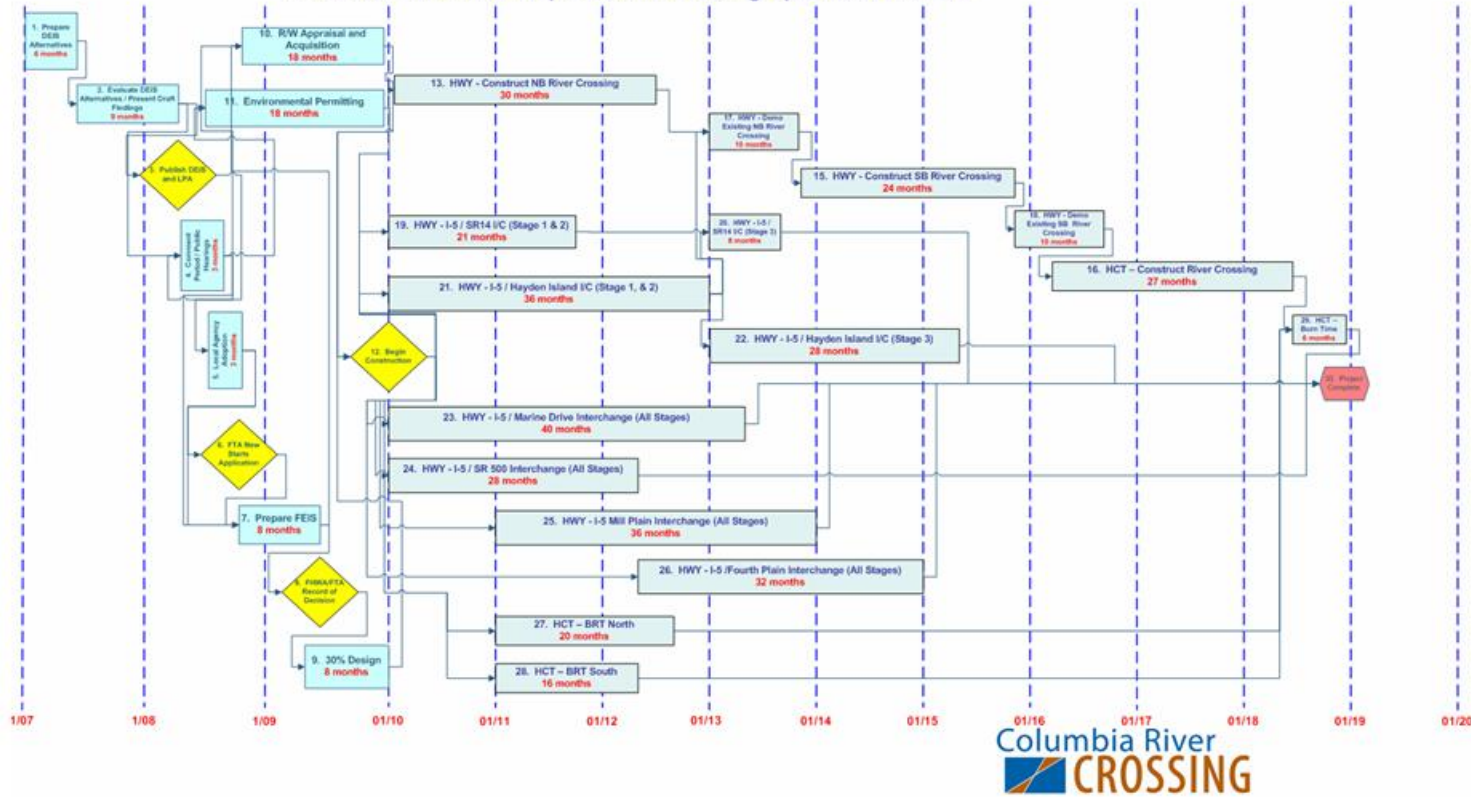 1. Prepare
DEIS
Alternatives
6 months
2. Evaluate DEIS
Alternatives / Present Draft
Findings
9 months
3. Publish DEIS
and LPA
4. Comment
Period / Public
Hearings
3 months
5. Local Agency
Adoption
3 months
6. FTA New
Starts
Application
7. Prepare FEIS
8 months
FHWA/FTA
Record of
Decision
9. 30% Design
8 months
10. R/W Appraisal and
Acquisition
18 months
11. Environmental Permitting
18 months
12. Begin
Construction
13. HWY - Construct NB River Crossing
30 months
17. HWY - Demo
Existing NB River
Crossing
10 months
15. HWY - Construct SB River Crossing
24 months
18. HWY - Demo
Existing SB River
Crossing
10 months
16. HCT – Construct River Crossing
27 months
19. HWY - I-5 / SR14 I/C (Stage 1 & 2)
21 months
20. HWY - I-5 /
SR14 I/C (Stage 3)
8 months
21. HWY - I-5 / Hayden Island I/C (Stage 1, & 2)
36 months
22. HWY - I-5 / Hayden Island I/C (Stage 3)
28 months
23. HWY - I-5 / Marine Drive Interchange (All Stages)
40 months
24. HWY - I-5 / SR 500 Interchange (All Stages)
28 months
25. HWY - I-5 Mill Plain Interchange (All Stages)
36 months
26. HWY - I-5 /Fourth Plain Interchange (All Stages)
32 months
27. HCT – BRT North
20 months
28. HCT – BRT South
16 months
HCT –
Burn Time
6 months
Project
Complete
1/07
1/08
1/09
01/10
01/11
01/12
01/13
01/14
01/15
01/16
01/17
01/18
01/19
01/20
Columbia River
CROSSING